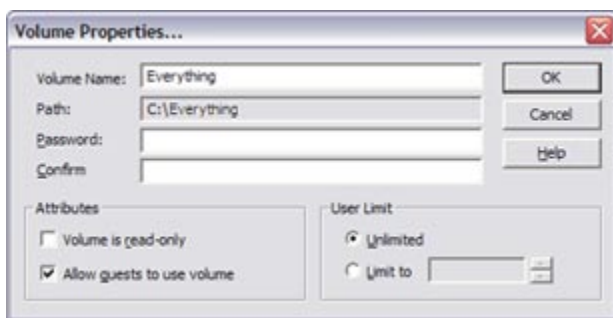 Volume Properties...
Volume Name: Everything
OK
Path: C:\Everything
Cancel
Password:
Help
Confirm
Attributes
User Limit
Volume is read-only
Unlimited
Allow guests to use volume
Limit to